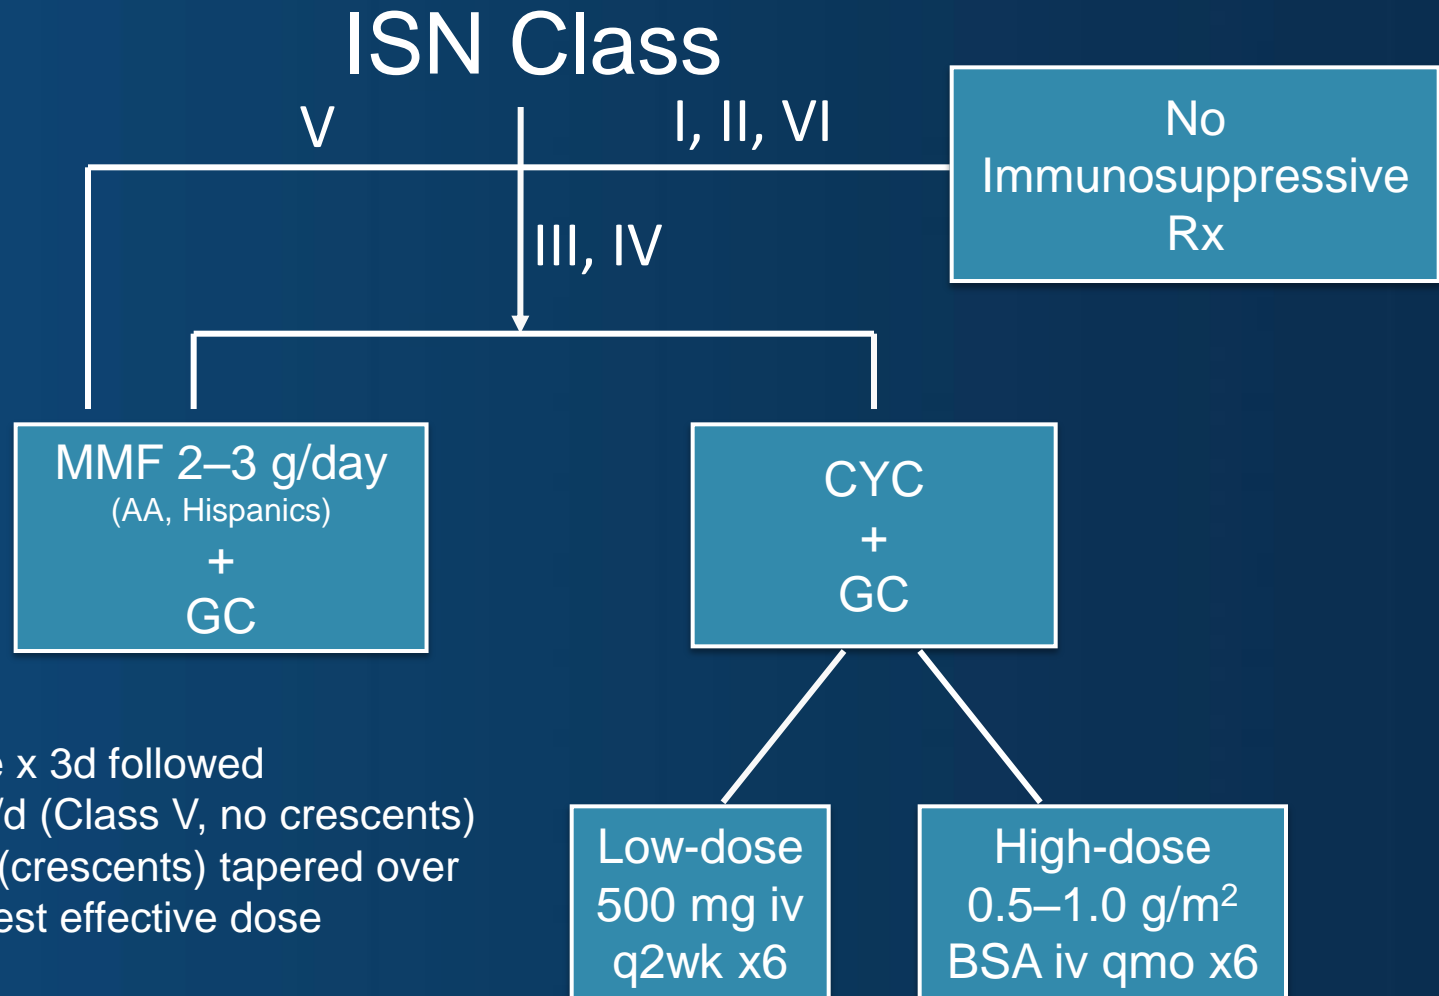 ISN Class
V
I, II, VI
No
Immunosuppressive
Rx
III, IV
MMF 2–3 g/day
(AA, Hispanics)
+
GC
CYC
+
GC
x 3d followed
/d (Class V, no crescents)
(crescents) tapered over
effective dose
Low-dose
500 mg iv
q2wk x6
High-dose
0.5–1.0 g/m²
BSA iv qmo x6